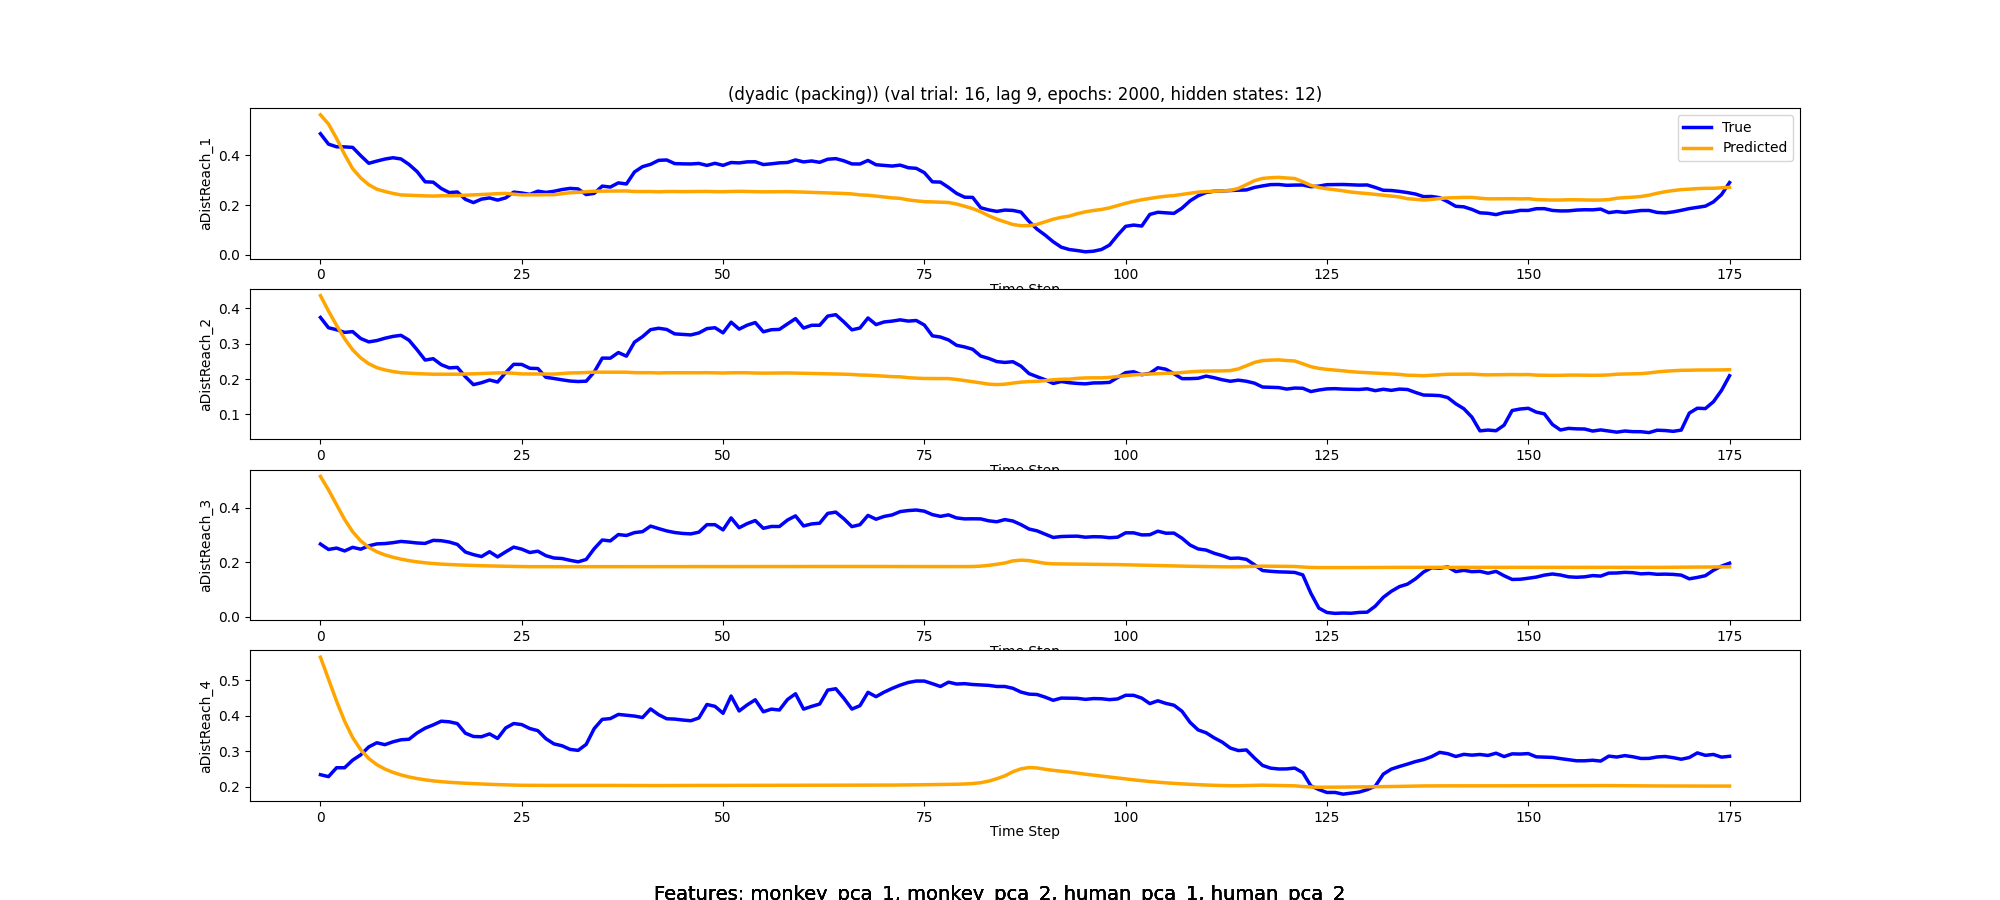 (dyadic (packing)) (val trial: 16, lag 9, epochs: 2000, hidden states: 12)
True
Predicted
aDistReach_1
0.4
0.2
0.0
0 25 50 75 100 125 150 175
Time Step
aDistReach_2
0.4
0.3
0.2
0.1
0 25 50 75 100 125 150 175
Time Step
aDistReach_3
0.4
0.2
0.0
0 25 50 75 100 125 150 175
Time Step
aDistReach_4
0.5
0.4
0.3
0.2
0 25 50 75 100 125 150 175
Time Step
Features: monkey_pca_1, monkey_pca_2, human_pca_1, human_pca_2